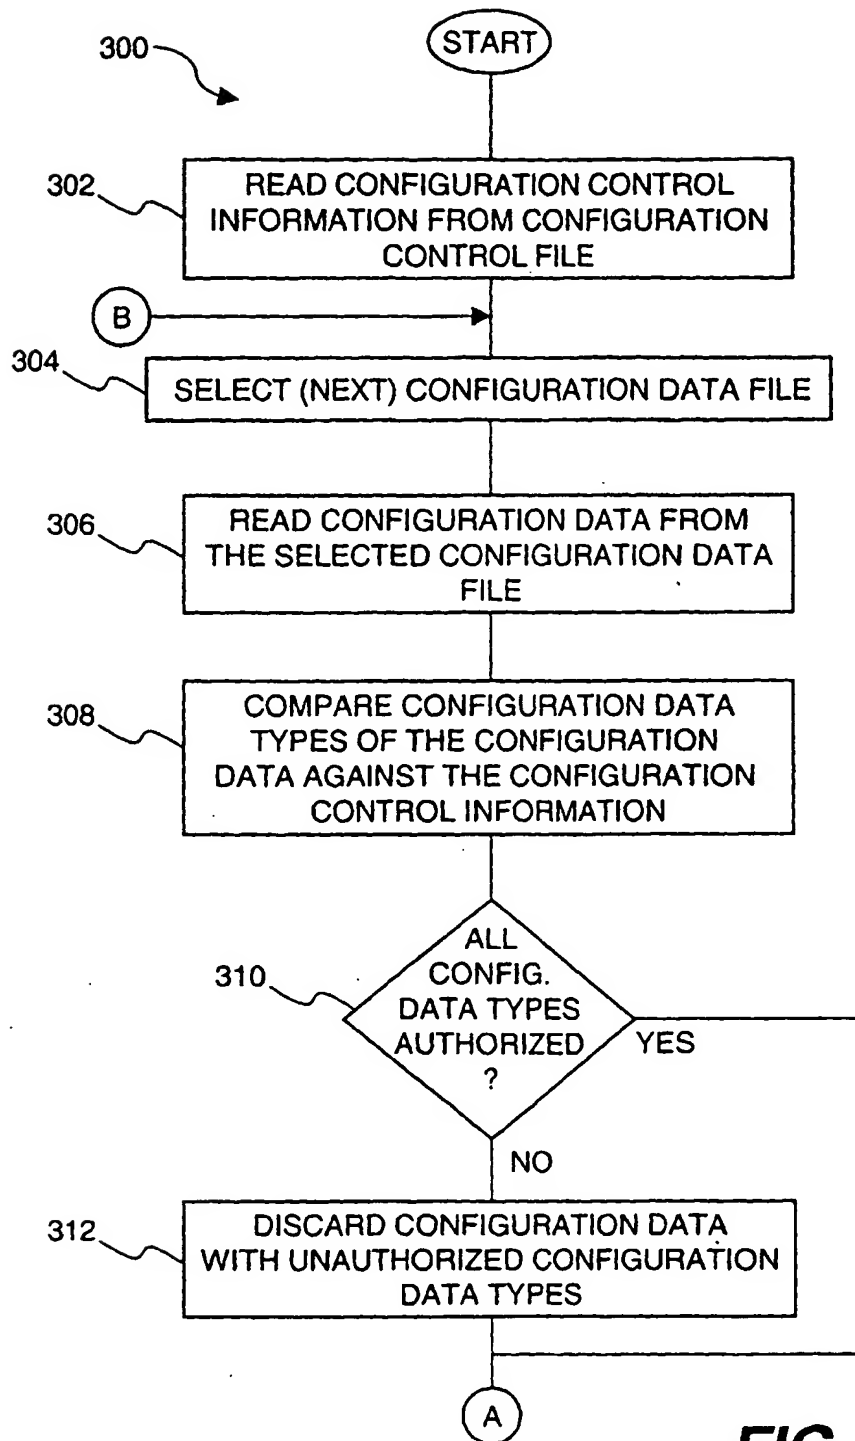 START
300
302
READ CONFIGURATION CONTROL
INFORMATION FROM CONFIGURATION
CONTROL FILE
B
304
SELECT (NEXT) CONFIGURATION DATA FILE
306
READ CONFIGURATION DATA FROM
THE SELECTED CONFIGURATION DATA
FILE
308
COMPARE CONFIGURATION DATA
TYPES OF THE CONFIGURATION
DATA AGAINST THE CONFIGURATION
CONTROL INFORMATION
310
ALL
CONFIG.
DATA TYPES
AUTHORIZED
?
YES
NO
312
DISCARD CONFIGURATION DATA
WITH UNAUTHORIZED CONFIGURATION
DATA TYPES
A
FIG